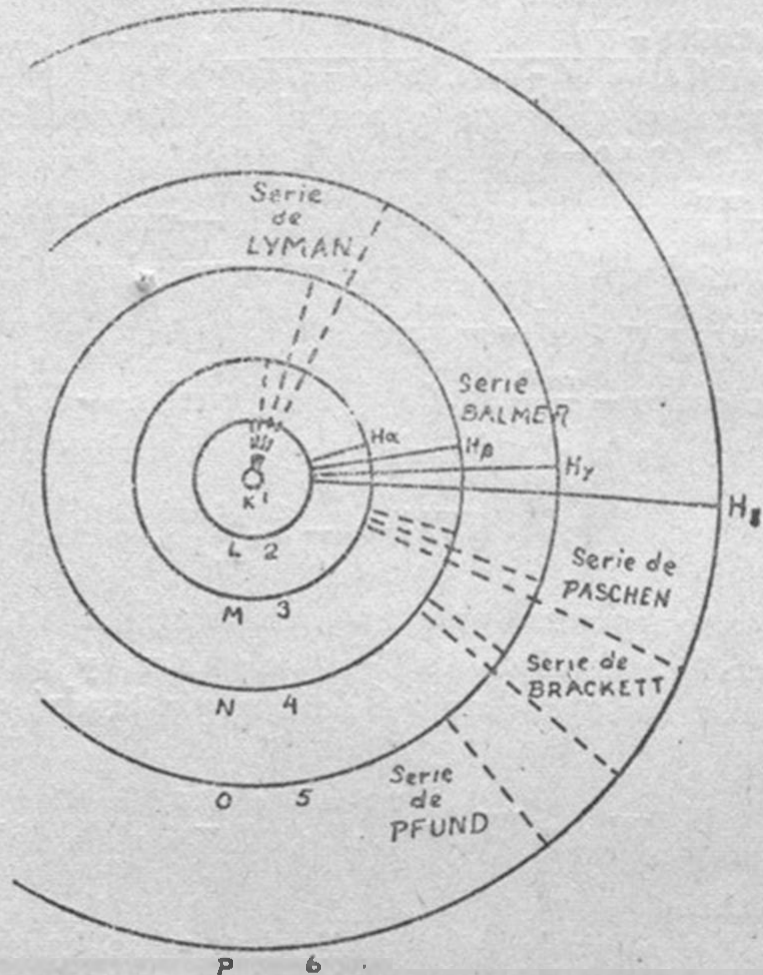 Serie
de
LYMAN
Serie
BALMER
Hα
Hβ
Hγ
K 1
L 2
Serie de
PASCHEN
M 3
Serie de
BRACKETT
N 4
Serie
de
PFUND
O 5
P 6